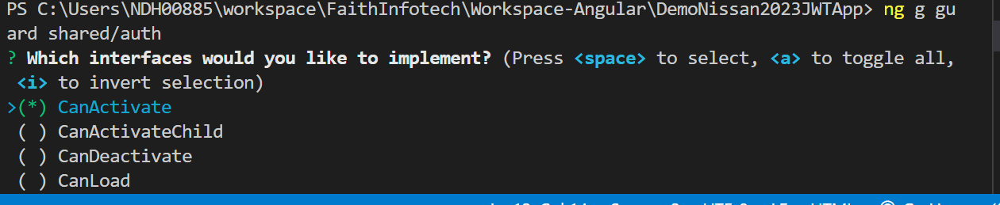 PS C:\Users\NDH00885\workspace\FaithInfotech\Workspace-Angular\DemoNissan2023JWTApp> ng g gu
ard shared/auth
? Which interfaces would you like to implement? (Press <space> to select, <a> to toggle all,
<i> to invert selection)
>(*) CanActivate
( ) CanActivateChild
( ) CanDeactivate
( ) CanLoad